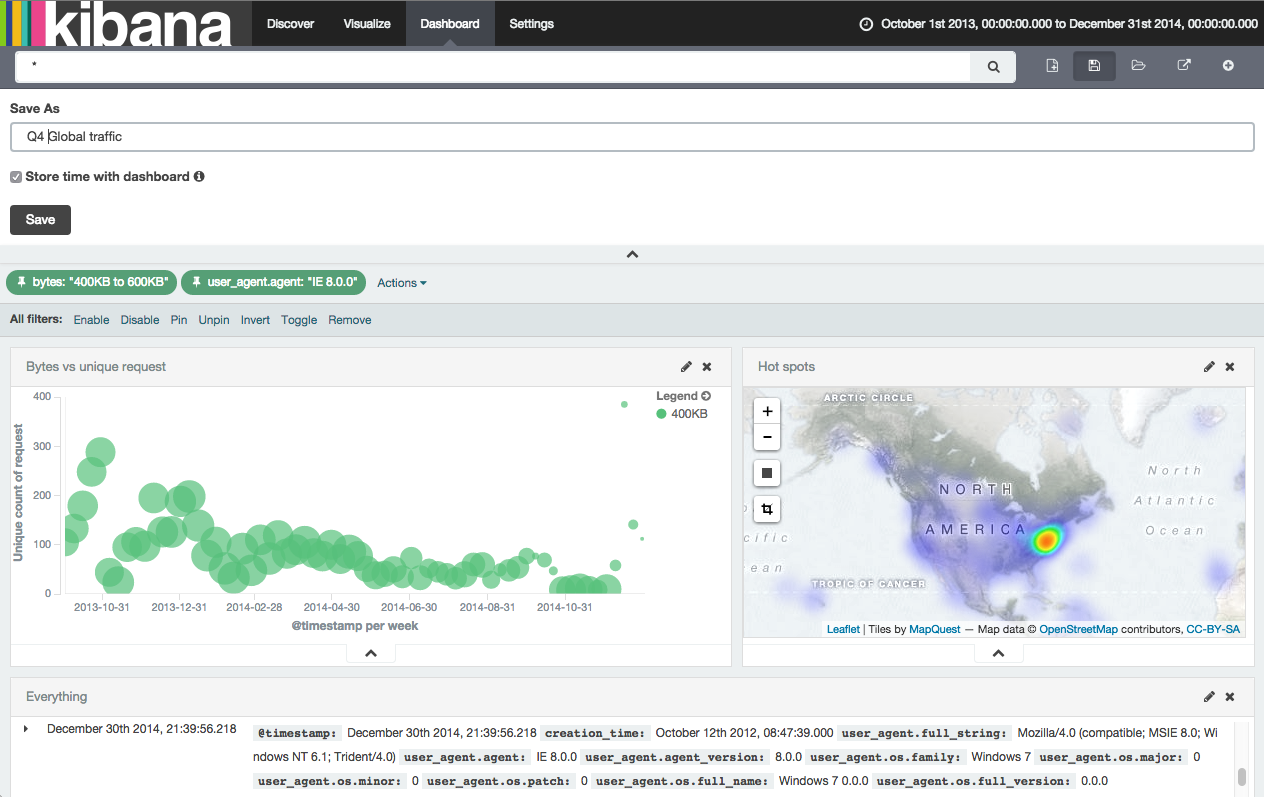 kibana Discover Visualize Dashboard Settings October 1st 2013, 00:00:00.000 to December 31st 2014, 00:00:00.000
*
Save As
Q4 Global traffic
Store time with dashboard
Save
bytes: "400KB to 600KB" user_agent.agent: "IE 8.0.0" Actions
All filters: Enable Disable Pin Unpin Invert Toggle Remove
Bytes vs unique request
Legend
400KB
Unique count of request
400
300
200
100
0
2013-10-31 2013-12-31 2014-02-28 2014-04-30 2014-06-30 2014-08-31 2014-10-31
@timestamp per week
Hot spots
+
−
ARCTIC CIRCLE
NORTH
AMERICA
North
Atlantic
Ocean
cific
ean
TROPIC OF CANCER
Leaflet | Tiles by MapQuest — Map data © OpenStreetMap contributors, CC-BY-SA
Everything
December 30th 2014, 21:39:56.218 @timestamp: December 30th 2014, 21:39:56.218 creation_time: October 12th 2012, 08:47:39.000 user_agent.full_string: Mozilla/4.0 (compatible; MSIE 8.0; Wi
ndows NT 6.1; Trident/4.0) user_agent.agent: IE 8.0.0 user_agent.agent_version: 8.0.0 user_agent.os.family: Windows 7 user_agent.os.major: 0
user_agent.os.minor: 0 user_agent.os.patch: 0 user_agent.os.full_name: Windows 7 0.0.0 user_agent.os.full_version: 0.0.0